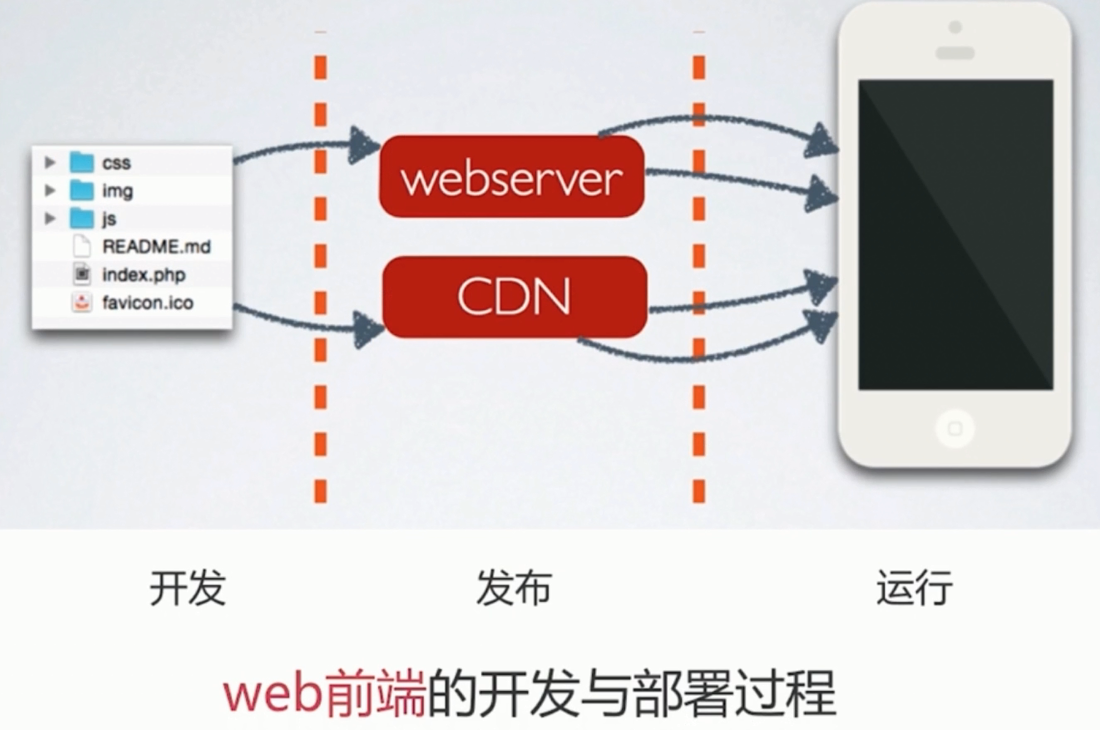 css
img
js
README.md
index.php
favicon.ico
webserver
CDN
开发
发布
运行
web前端的开发与部署过程